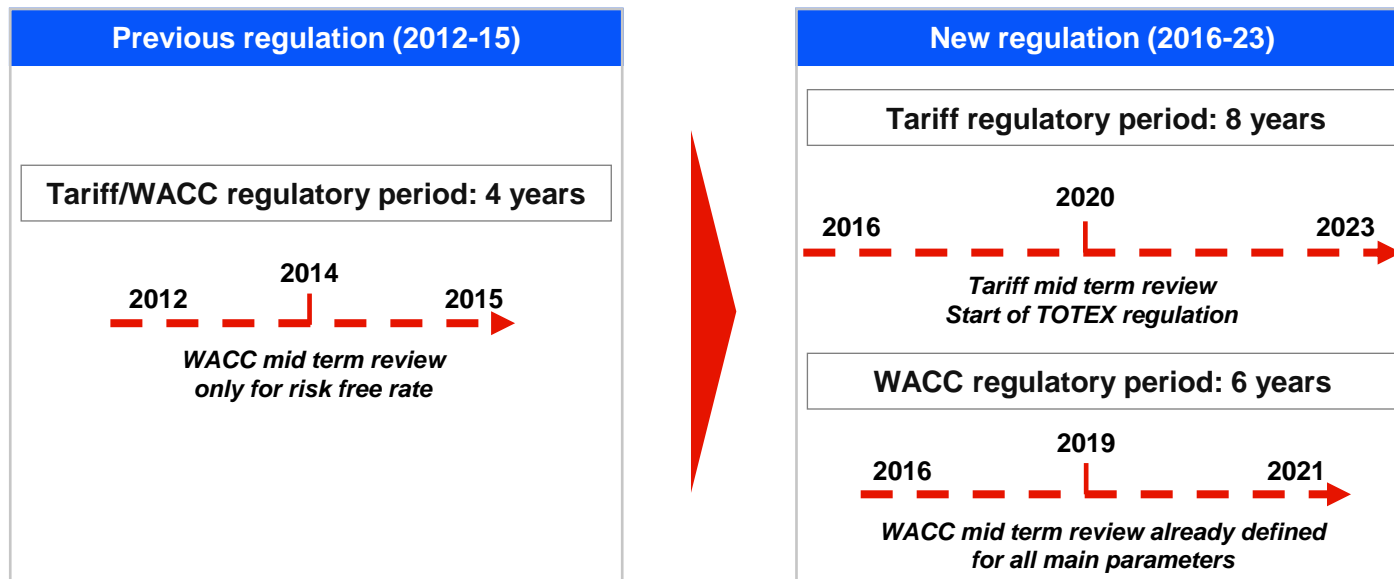 Previous regulation (2012-15)
Tariff/WACC regulatory period: 4 years
2014
2012
2015
WACC mid term review
only for risk free rate
New regulation (2016-23)
Tariff regulatory period: 8 years
2020
2016
2023
Tariff mid term review
Start of TOTEX regulation
WACC regulatory period: 6 years
2019
2016
2021
WACC mid term review already defined
for all main parameters